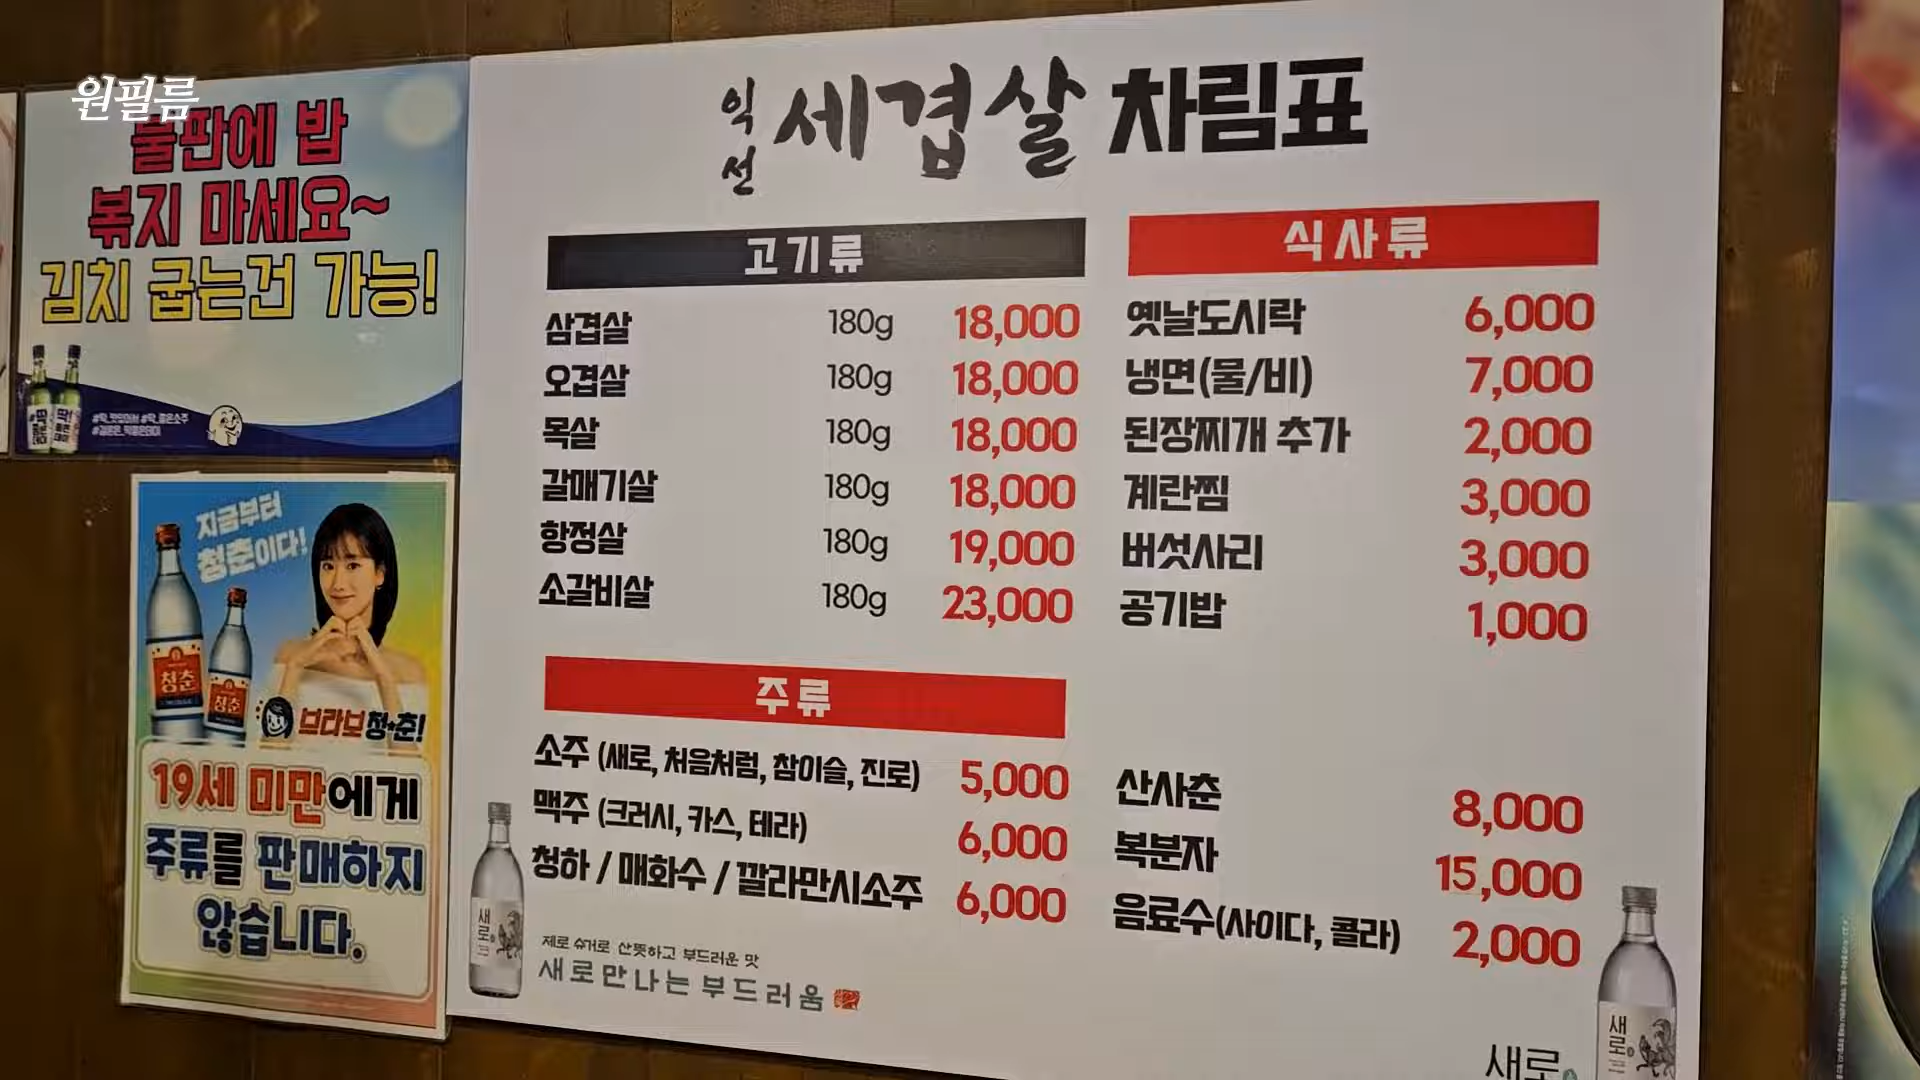 원필름
불판에 밥
볶지 마세요~
김치 굽는건 가능!
지금부터
청춘이다!
청춘
청춘
브라보 청춘!
19세 미만에게
주류를 판매하지
않습니다.
익선 세겹살 차림표
고기류
삼겹살 180g 18,000
오겹살 180g 18,000
목살 180g 18,000
갈매기살 180g 18,000
항정살 180g 19,000
소갈비살 180g 23,000
식사류
옛날도시락 6,000
냉면(물/비) 7,000
된장찌개 추가 2,000
계란찜 3,000
버섯사리 3,000
공기밥 1,000
주류
소주 (새로, 처음처럼, 참이슬, 진로) 5,000
맥주 (크러시, 카스, 테라) 6,000
청하 / 매화수 / 깔라만시소주 6,000
산사춘 8,000
복분자 15,000
음료수(사이다, 콜라) 2,000
새로
제로 슈거로 산뜻하고 부드러운 맛
새로 만나는 부드러움
새로
새로